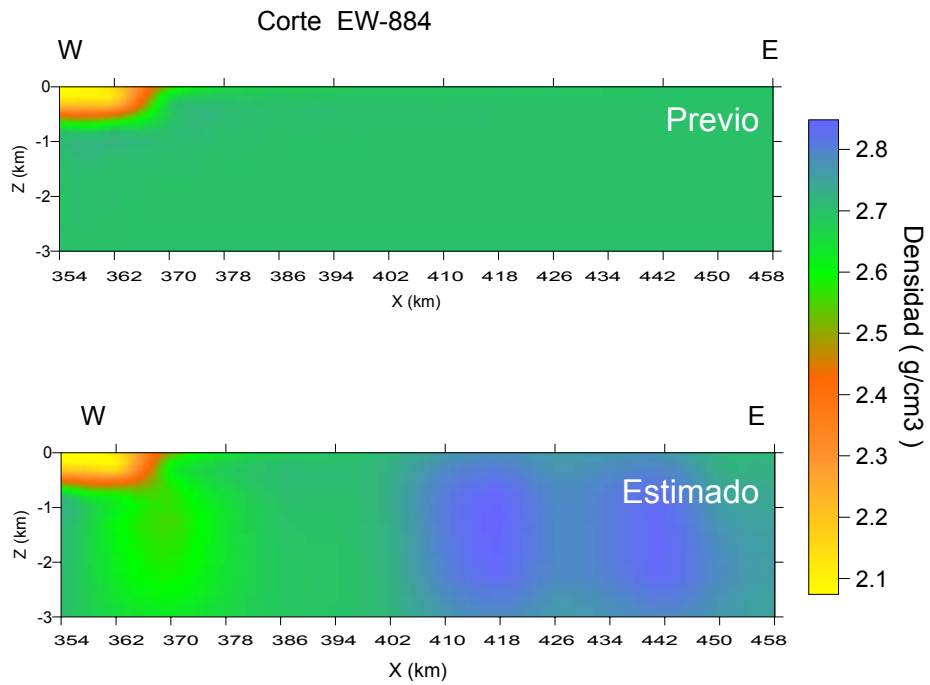 Corte EW-884
W E
0
-1
-2
-3
Z (km)
Previo
354 362 370 378 386 394 402 410 418 426 434 442 450 458
X (km)
W E
0
-1
-2
-3
Z (km)
Estimado
354 362 370 378 386 394 402 410 418 426 434 442 450 458
X (km)
2.8
2.7
2.6
2.5
2.4
2.3
2.2
2.1
Densidad ( g/cm3 )